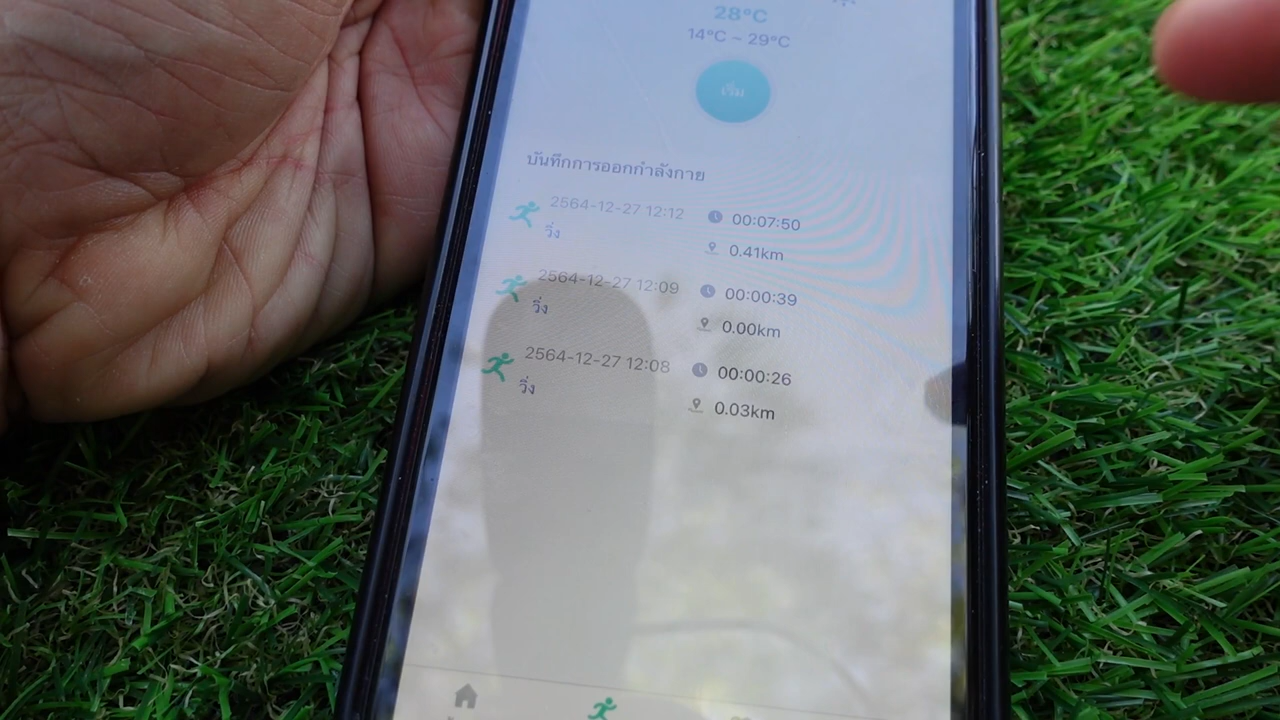 28°C
14°C ~ 29°C
เริ่ม
บันทึกการออกกำลังกาย
2564-12-27 12:12 00:07:50
วิ่ง 0.41km
2564-12-27 12:09 00:00:39
วิ่ง 0.00km
2564-12-27 12:08 00:00:26
วิ่ง 0.03km